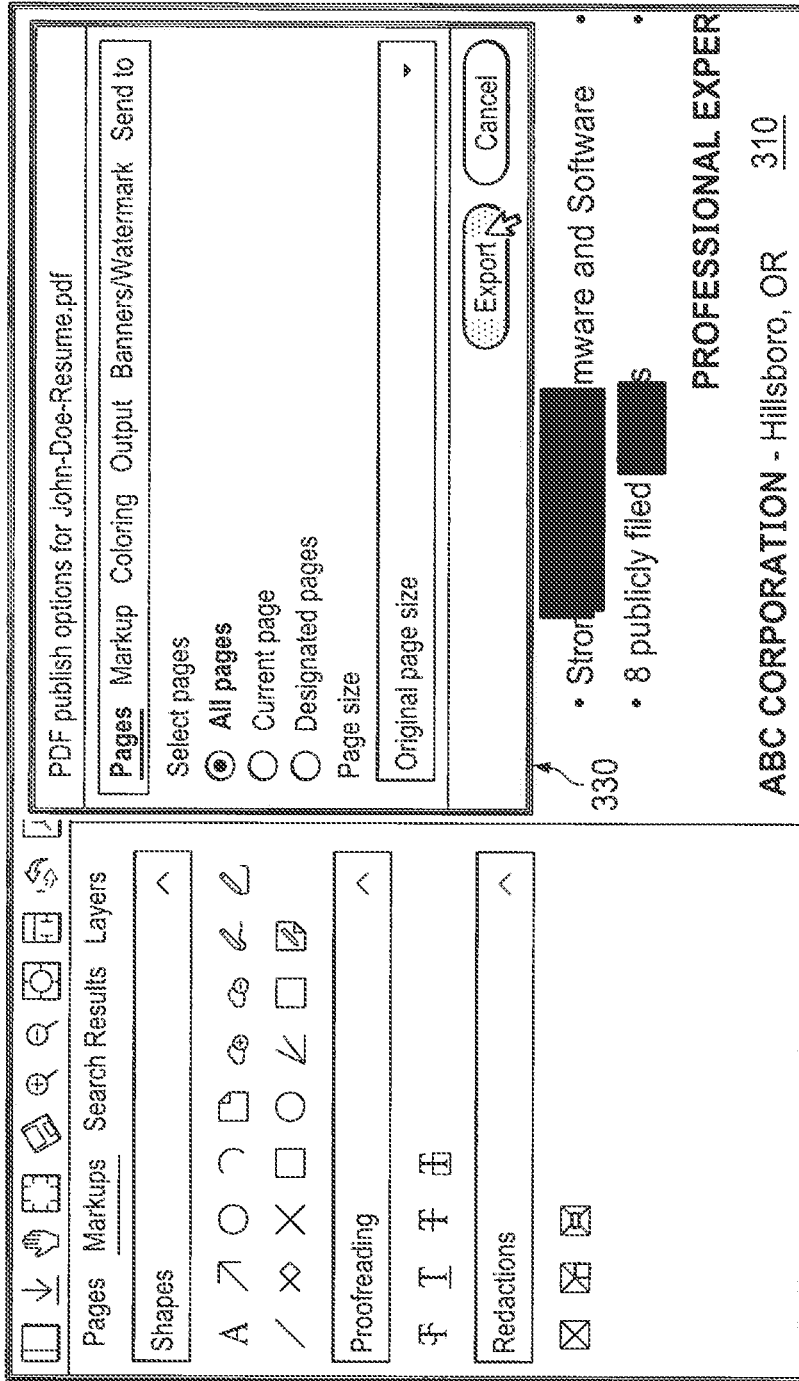 Pages Markups Search Results Layers
Shapes
A
Proofreading
T T T T
Redactions
PDF publish options for John-Doe-Resume.pdf
Pages Markup Coloring Output Banners/Watermark Send to
Select pages
All pages
Current page
Designated pages
Page size
Original page size
Export Cancel
330
• Stron mware and Software •
• 8 publicly filed s •
PROFESSIONAL EXPER
ABC CORPORATION - Hillsboro, OR 310